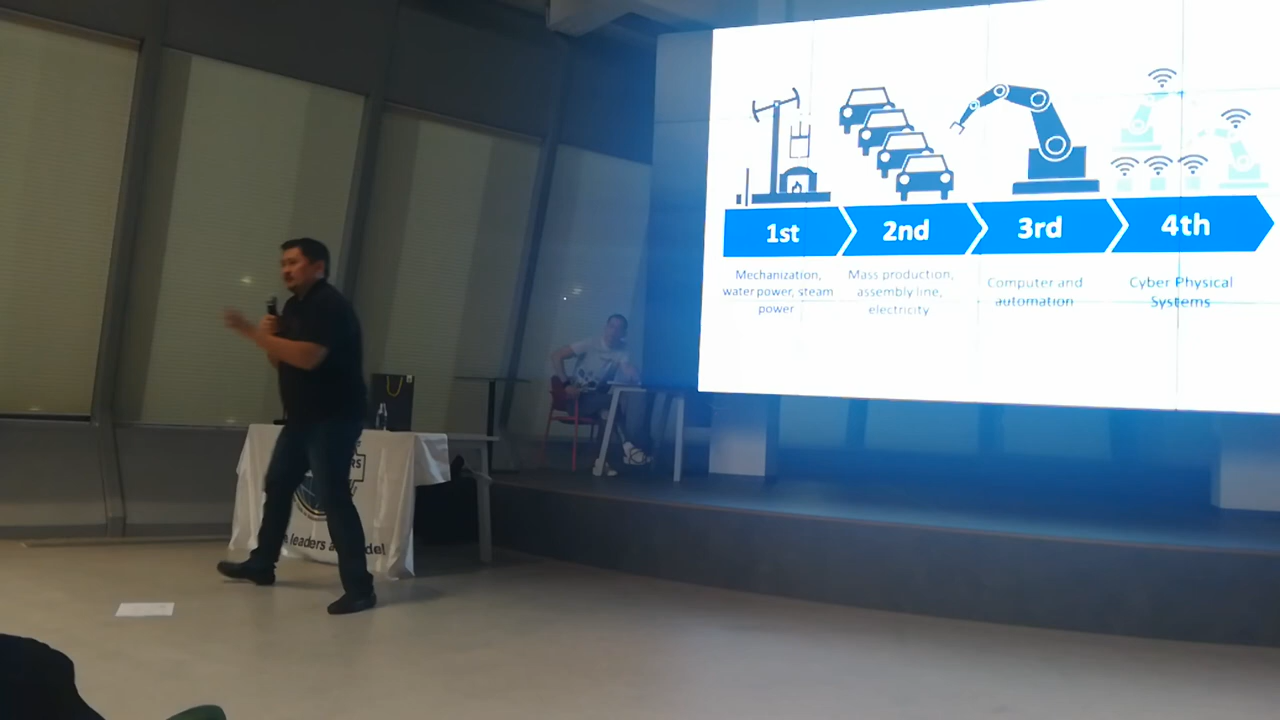 1st
2nd
3rd
4th
Mechanization,
water power, steam
power
Mass production,
assembly line,
electricity
Computer and
automation
Cyber Physical
Systems
leaders